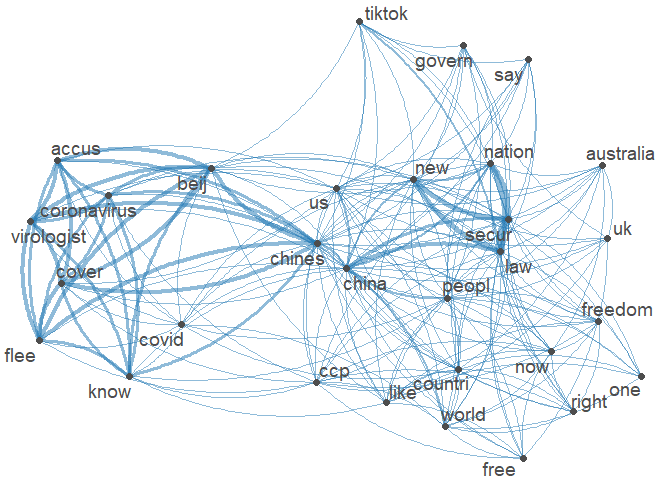 tiktok
govern
say
accus
nation
australia
new
beij
us
coronavirus
virologist
secur
uk
chines
law
cover
china
peopl
freedom
covid
flee
now
ccp
countri
know
like
one
right
world
free